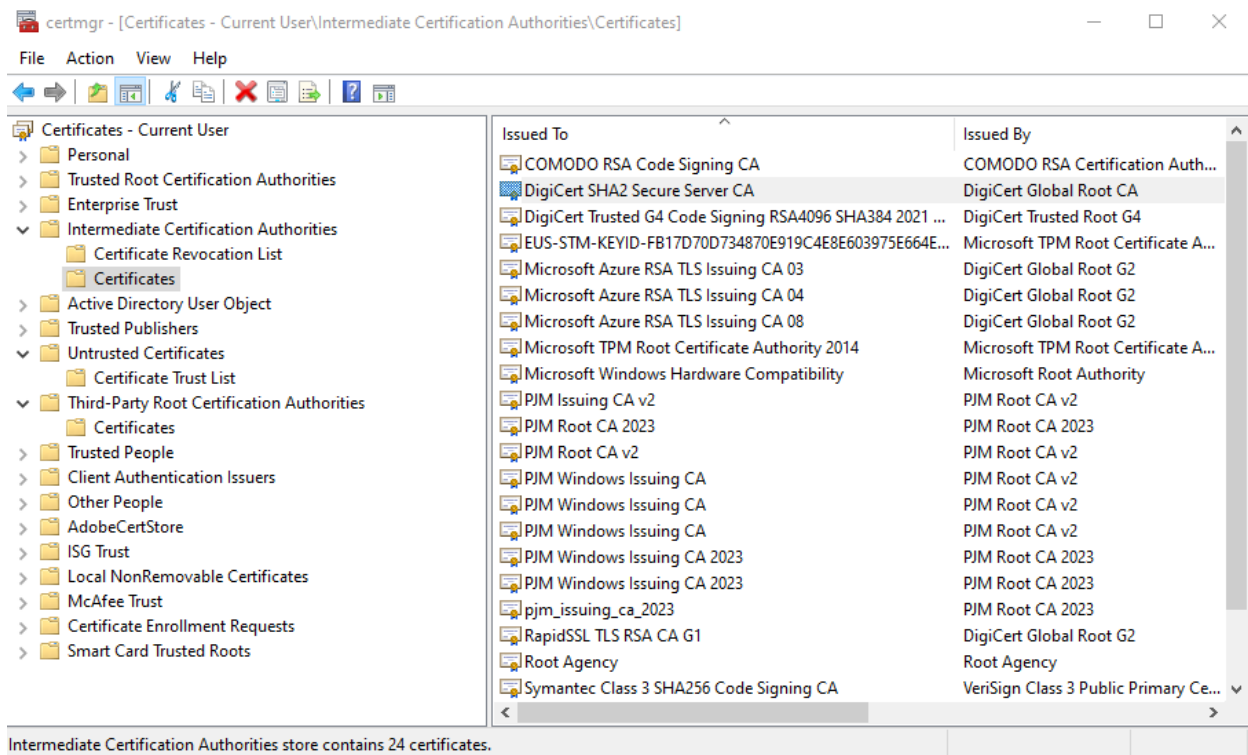 certmgr - [Certificates - Current User\Intermediate Certification Authorities\Certificates]
File Action View Help
Certificates - Current User
Personal
Trusted Root Certification Authorities
Enterprise Trust
Intermediate Certification Authorities
Certificate Revocation List
Certificates
Active Directory User Object
Trusted Publishers
Untrusted Certificates
Certificate Trust List
Third-Party Root Certification Authorities
Certificates
Trusted People
Client Authentication Issuers
Other People
AdobeCertStore
ISG Trust
Local NonRemovable Certificates
McAfee Trust
Certificate Enrollment Requests
Smart Card Trusted Roots
Issued To Issued By
COMODO RSA Code Signing CA COMODO RSA Certification Auth...
DigiCert SHA2 Secure Server CA DigiCert Global Root CA
DigiCert Trusted G4 Code Signing RSA4096 SHA384 2021 ... DigiCert Trusted Root G4
EUS-STM-KEYID-FB17D70D734870E919C4E8E603975E664E... Microsoft TPM Root Certificate A...
Microsoft Azure RSA TLS Issuing CA 03 DigiCert Global Root G2
Microsoft Azure RSA TLS Issuing CA 04 DigiCert Global Root G2
Microsoft Azure RSA TLS Issuing CA 08 DigiCert Global Root G2
Microsoft TPM Root Certificate Authority 2014 Microsoft TPM Root Certificate A...
Microsoft Windows Hardware Compatibility Microsoft Root Authority
PJM Issuing CA v2 PJM Root CA v2
PJM Root CA 2023 PJM Root CA 2023
PJM Root CA v2 PJM Root CA v2
PJM Windows Issuing CA PJM Root CA v2
PJM Windows Issuing CA PJM Root CA v2
PJM Windows Issuing CA PJM Root CA v2
PJM Windows Issuing CA 2023 PJM Root CA 2023
PJM Windows Issuing CA 2023 PJM Root CA 2023
pjm_issuing_ca_2023 PJM Root CA 2023
RapidSSL TLS RSA CA G1 DigiCert Global Root G2
Root Agency Root Agency
Symantec Class 3 SHA256 Code Signing CA VeriSign Class 3 Public Primary Ce...
Intermediate Certification Authorities store contains 24 certificates.